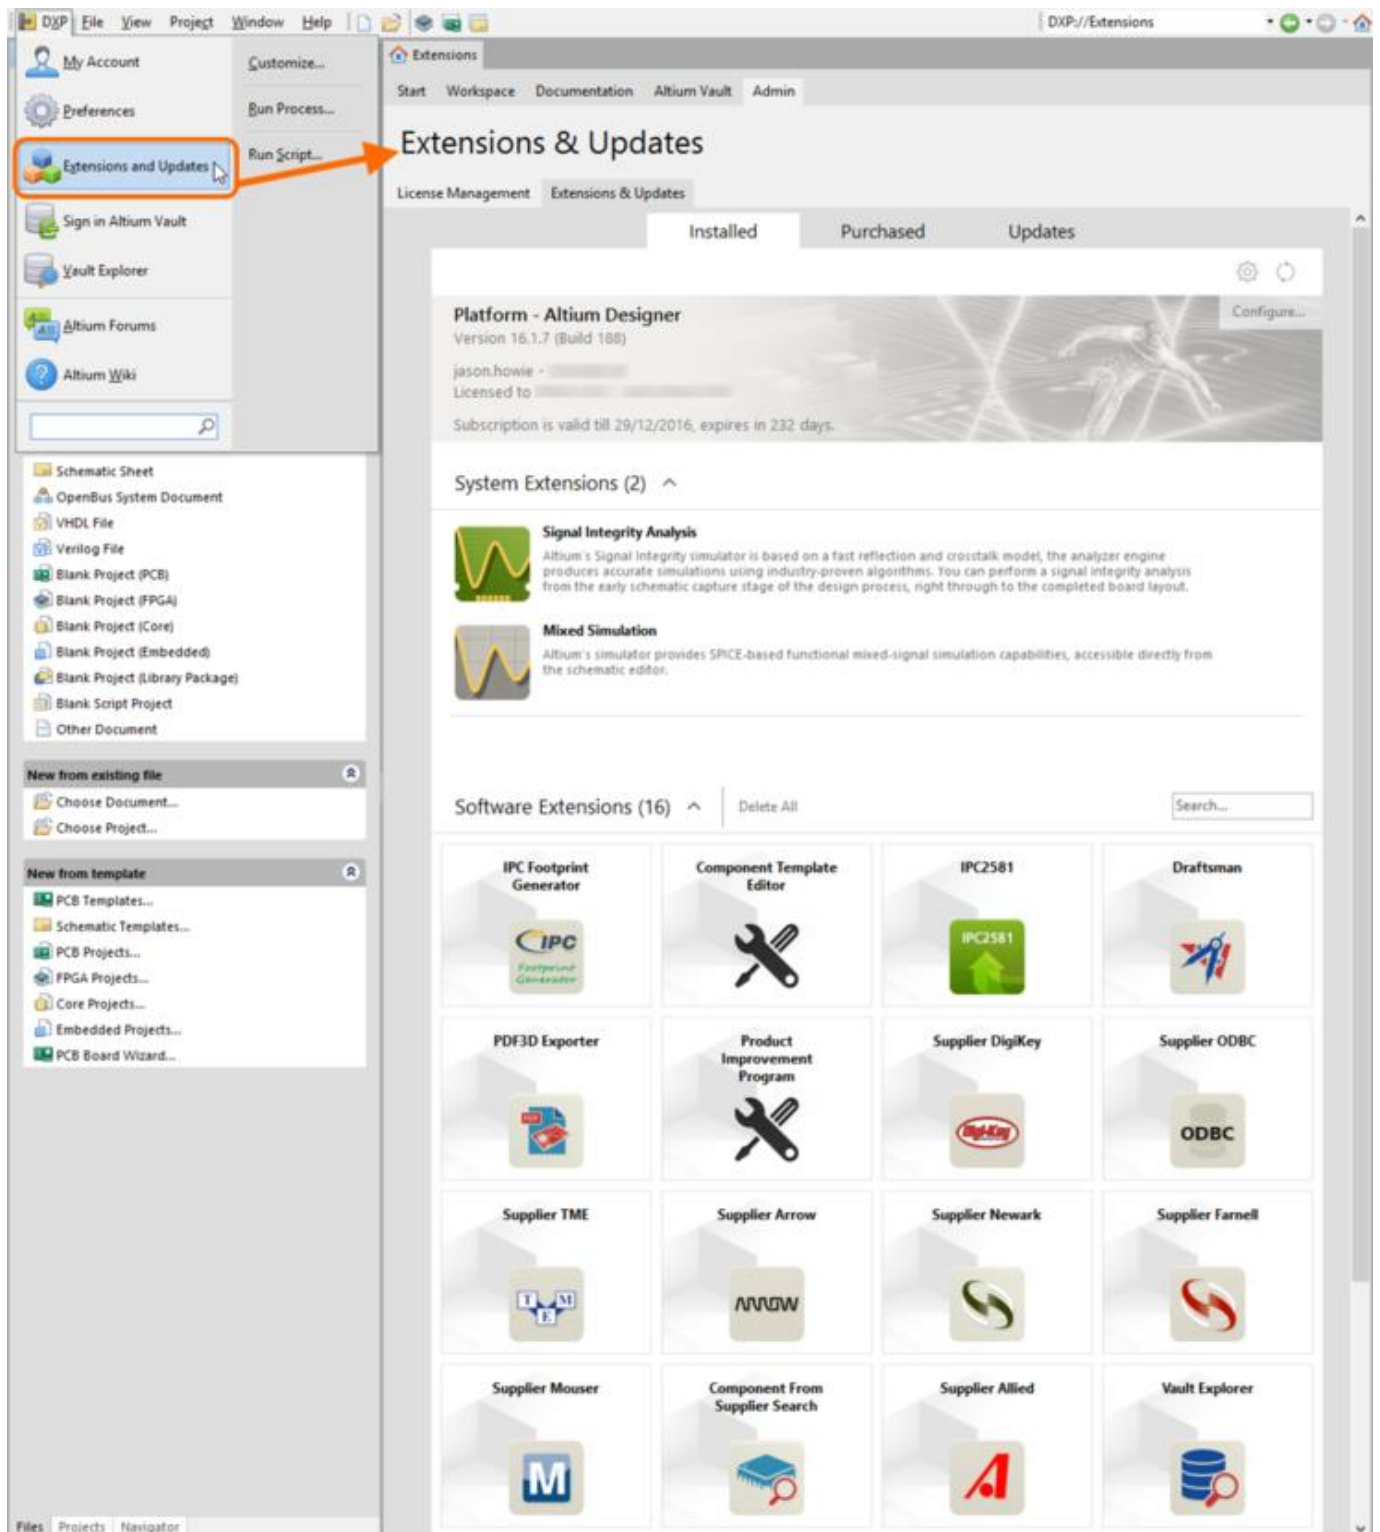 DXP File View Project Window Help
DXP://Extensions
My Account
Preferences
Extensions and Updates
Sign in Altium Vault
Vault Explorer
Altium Forums
Altium Wiki
Customize...
Run Process...
Run Script...
Schematic Sheet
OpenBus System Document
VHDL File
Verilog File
Blank Project (PCB)
Blank Project (FPGA)
Blank Project (Core)
Blank Project (Embedded)
Blank Project (Library Package)
Blank Script Project
Other Document
New from existing file
Choose Document...
Choose Project...
New from template
PCB Templates...
Schematic Templates...
PCB Projects...
FPGA Projects...
Core Projects...
Embedded Projects...
PCB Board Wizard...
Files Projects Navigator
Extensions
Start Workspace Documentation Altium Vault Admin
Extensions & Updates
License Management Extensions & Updates
Installed Purchased Updates
Configure...
Platform - Altium Designer
Version 16.1.7 (Build 188)
jason.howie -
Licensed to
Subscription is valid till 29/12/2016, expires in 232 days.
System Extensions (2)
Signal Integrity Analysis
Altium's Signal Integrity simulator is based on a fast reflection and crosstalk model, the analyzer engine
produces accurate simulations using industry-proven algorithms. You can perform a signal integrity analysis
from the early schematic capture stage of the design process, right through to the completed board layout.
Mixed Simulation
Altium's simulator provides SPICE-based functional mixed-signal simulation capabilities, accessible directly from
the schematic editor.
Software Extensions (16) Delete All Search...
IPC Footprint
Generator
IPC
Footprint
Generator
Component Template
Editor
IPC2581
IPC2581
Draftsman
PDF3D Exporter
PDF
Product
Improvement
Program
Supplier DigiKey
Digi-Key
Supplier ODBC
ODBC
Supplier TME
T M
E
Supplier Arrow
ARROW
Supplier Newark
Supplier Farnell
Supplier Mouser
M
Component From
Supplier Search
Supplier Allied
A
Vault Explorer